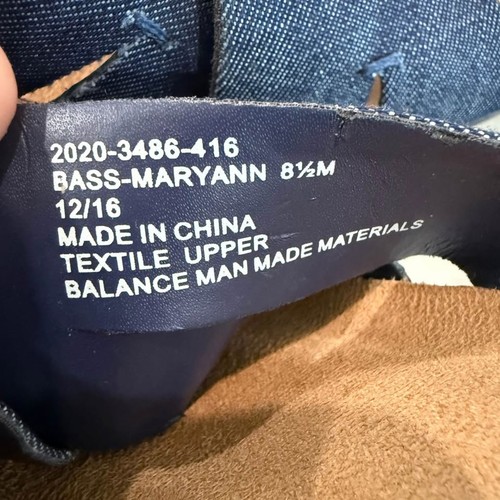 2020-3486-416
BASS-MARYANN 8½M
12/16
MADE IN CHINA
TEXTILE UPPER
BALANCE MAN MADE MATERIALS